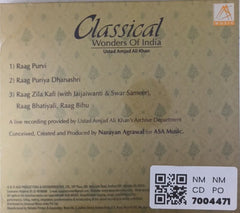 Classical
Wonders Of India
Ustad Amjad Ali Khan
ASA
MUSIC
1) Raag Purvi
2) Raag Puriya Dhanashri
3) Raag Zila Kafi (with Jaijaiwanti & Swar Sameer),
Raag Bhatiyali, Raag Bihu
A live recording provided by Ustad Amjad Ali Khan's Archive Department
Conceived, Created and Produced by Narayan Agrawal for ASA Music.
NM NM
CD PO
7004471